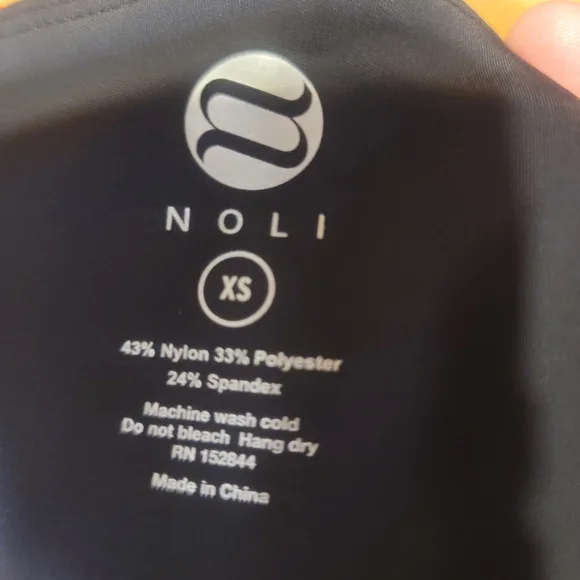 NOLI
XS
43% Nylon 33% Polyester
24% Spandex
Machine wash cold
Do not bleach Hang dry
RN 152844
Made in China